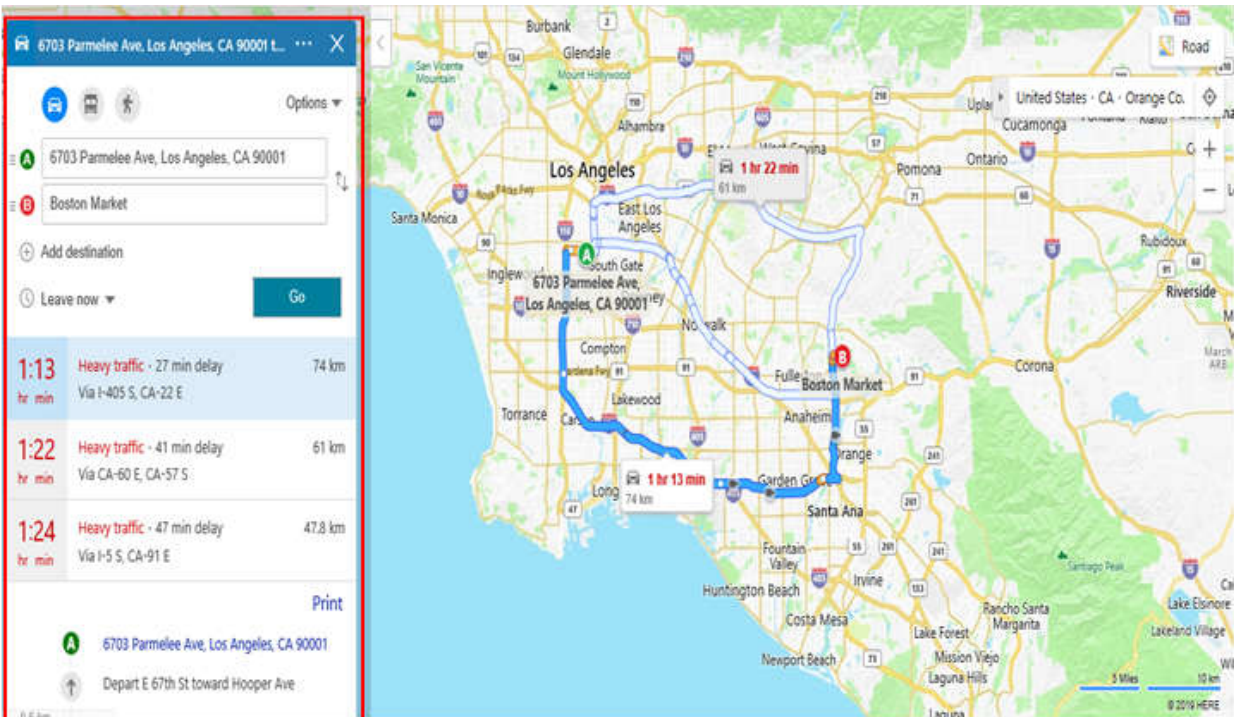 6703 Parmelee Ave, Los Angeles, CA 90001 t...
Options
A 6703 Parmelee Ave, Los Angeles, CA 90001
B Boston Market
Add destination
Leave now
Go
1:13 hr min
Heavy traffic · 27 min delay 74 km
Via I-405 S, CA-22 E
1:22 hr min
Heavy traffic · 41 min delay 61 km
Via CA-60 E, CA-57 S
1:24 hr min
Heavy traffic · 47 min delay 47.8 km
Via I-5 S, CA-91 E
Print
A 6703 Parmelee Ave, Los Angeles, CA 90001
Depart E 67th St toward Hooper Ave
Road
United States · CA · Orange Co.
Burbank
Glendale
San Vicente
Mountain
Mount Hollywood
Alhambra
Cucamonga
Ontario
Pomona
Los Angeles
1 hr 22 min
61 km
East Los
Angeles
Santa Monica
A
South Gate
6703 Parmelee Ave,
Los Angeles, CA 90001
Rubidoux
Riverside
Compton
B
Boston Market
Corona
March
ARB
Lakewood
Torrance
Anaheim
Orange
1 hr 13 min
74 km
Santa Ana
Fountain
Valley
Santiago Peak
Huntington Beach
Irvine
Costa Mesa
Rancho Santa
Margarita
Lake Elsinore
Lake Forest
Lakeland Village
Newport Beach
Mission Viejo
Laguna Hills
5 Miles 10 km
© 2019 HERE